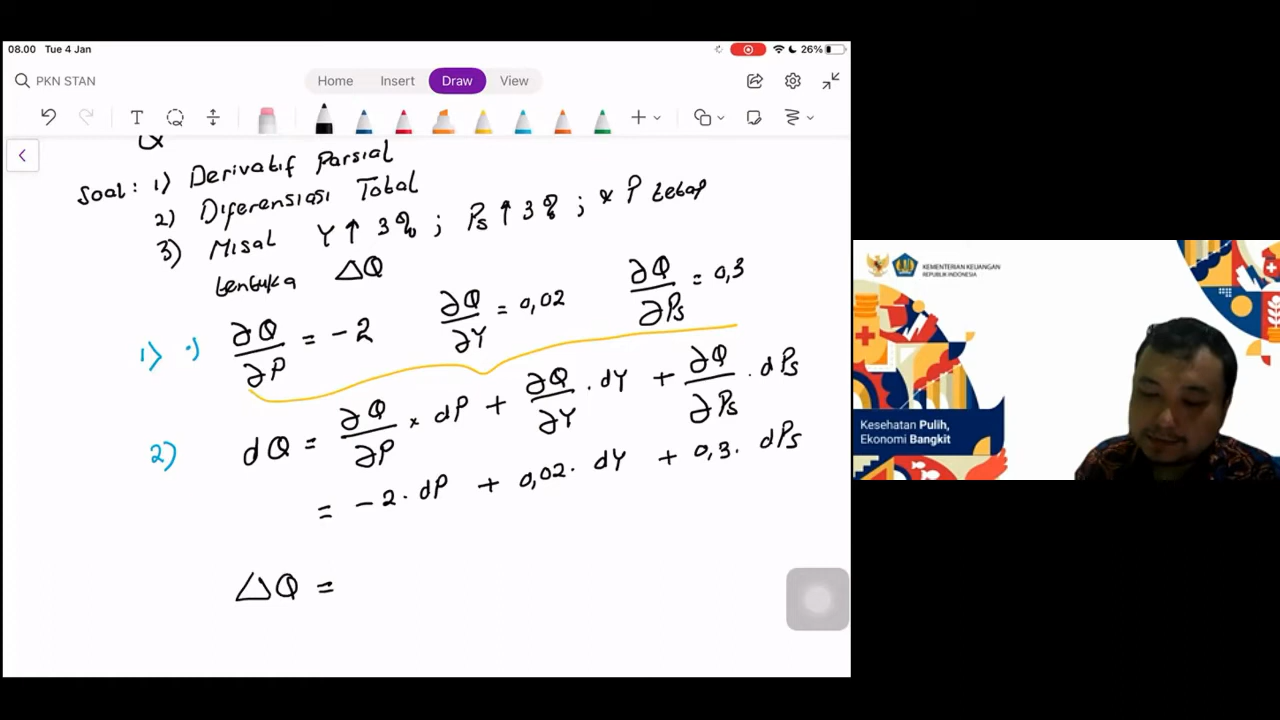 08.00 Tue 4 Jan
26%
PKN STAN
Home Insert Draw View
Q
Soal : 1) Derivatif Parsial
2) Diferensiasi Total
3) Misal Y ↑ 3% ; Ps ↑ 3% ; & P tetap
tentuka ΔQ
1) •) ∂Q/∂P = -2 ∂Q/∂Y = 0,02 ∂Q/∂Ps = 0,3
2) dQ = ∂Q/∂P × dP + ∂Q/∂Y . dY + ∂Q/∂Ps . dPs
= -2 . dP + 0,02 . dY + 0,3 . dPs
ΔQ =
KEMENTERIAN KEUANGAN
REPUBLIK INDONESIA
Kesehatan Pulih,
Ekonomi Bangkit